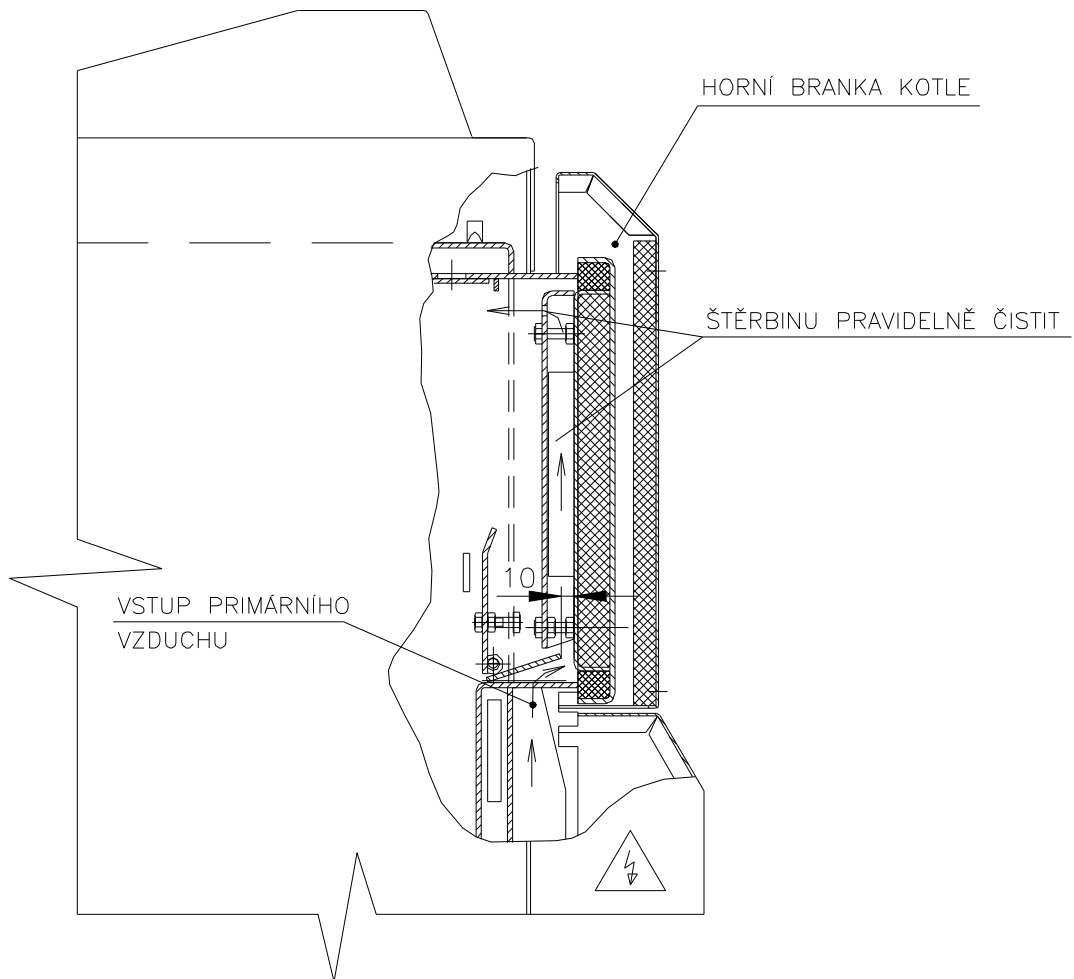 HORNÍ BRANKA KOTLE
ŠTĚRBINU PRAVIDELNĚ ČISTIT
10
VSTUP PRIMÁRNÍHO
VZDUCHU